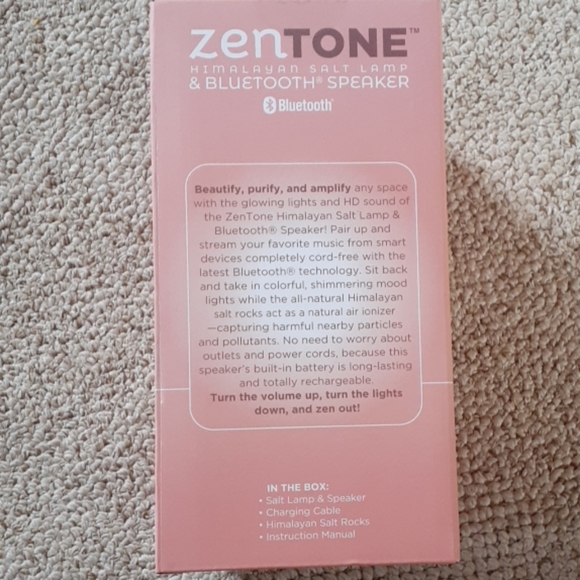 zenTONE™
HIMALAYAN SALT LAMP
& BLUETOOTH® SPEAKER
Bluetooth®
Beautify, purify, and amplify any space
with the glowing lights and HD sound of
the ZenTone Himalayan Salt Lamp &
Bluetooth® Speaker! Pair up and
stream your favorite music from smart
devices completely cord-free with the
latest Bluetooth® technology. Sit back
and take in colorful, shimmering mood
lights while the all-natural Himalayan
salt rocks act as a natural air ionizer
—capturing harmful nearby particles
and pollutants. No need to worry about
outlets and power cords, because this
speaker's built-in battery is long-lasting
and totally rechargeable.
Turn the volume up, turn the lights
down, and zen out!
IN THE BOX:
• Salt Lamp & Speaker
• Charging Cable
• Himalayan Salt Rocks
• Instruction Manual